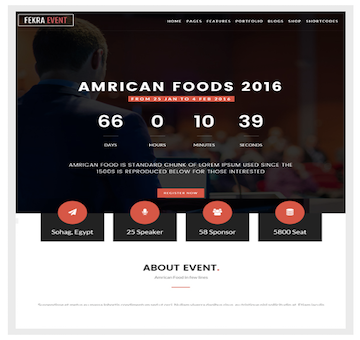 FEKRA EVENT
HOME PAGES FEATURES PORTFOLIO BLOGS SHOP SHORTCODES
AMRICAN FOODS 2016
FROM 25 JAN TO 4 FEB 2016
66 0 10 39
DAYS HOURS MINUTES SECONDS
AMRICAN FOOD IS STANDARD CHUNK OF LOREM IPSUM USED SINCE THE
1500S IS REPRODUCED BELOW FOR THOSE INTERESTED
REGISTER NOW
Sohag, Egypt 25 Speaker 58 Sponsor 5800 Seat
ABOUT EVENT.